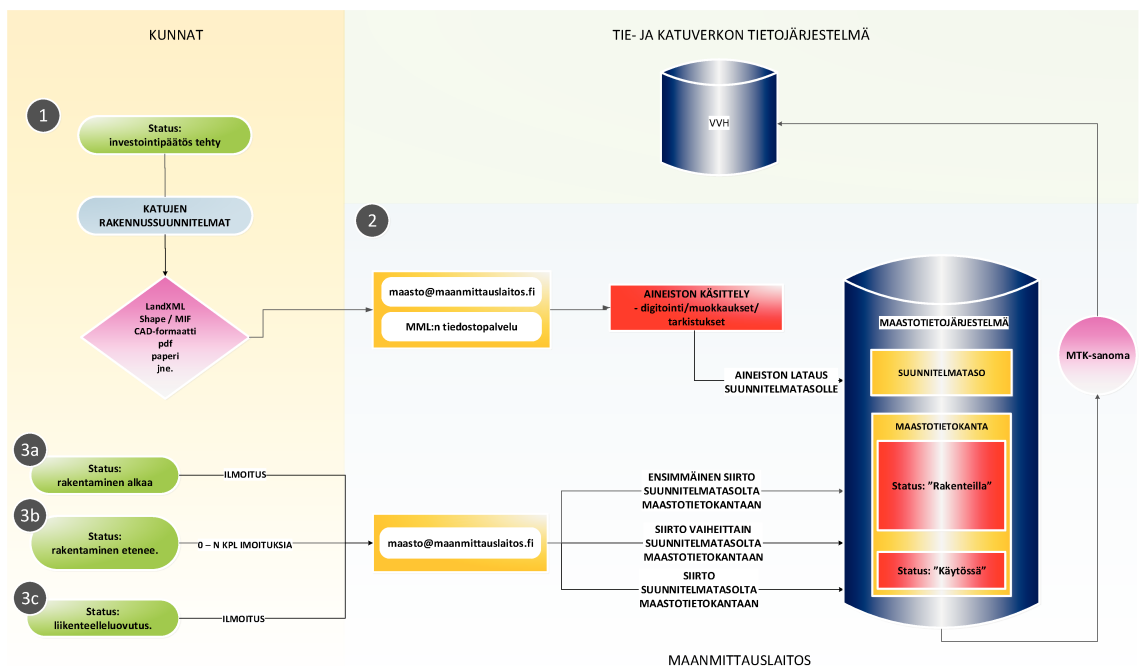 KUNNAT
TIE- JA KATUVERKON TIETOJÄRJESTELMÄ
1
Status:
investointipäätös tehty
VVH
KATUJEN
RAKENNUSSUUNNITELMAT
2
LandXML
Shape / MIF
CAD-formaatti
pdf
paperi
jne.
maasto@maanmittauslaitos.fi
MML:n tiedostopalvelu
AINEISTON KÄSITTELY
- digitointi/muokkaukset/
tarkistukset
AINEISTON LATAUS
SUUNNITELMATASOLLE
MAASTOTIETOJÄRJESTELMÄ
SUUNNITELMATASO
MAASTOTIETOKANTA
Status: ”Rakenteilla”
Status: ”Käytössä”
MTK-sanoma
3a
Status:
rakentaminen alkaa
ILMOITUS
3b
Status:
rakentaminen etenee.
0 – N KPL IMOITUKSIA
3c
Status:
liikenteelleluovutus.
ILMOITUS
maasto@maanmittauslaitos.fi
ENSIMMÄINEN SIIRTO
SUUNNITELMATASOLTA
MAASTOTIETOKANTAAN
SIIRTO VAIHEITTAIN
SUUNNITELMATASOLTA
MAASTOTIETOKANTAAN
SIIRTO
SUUNNITELMATASOLTA
MAASTOTIETOKANTAAN
MAANMITTAUSLAITOS